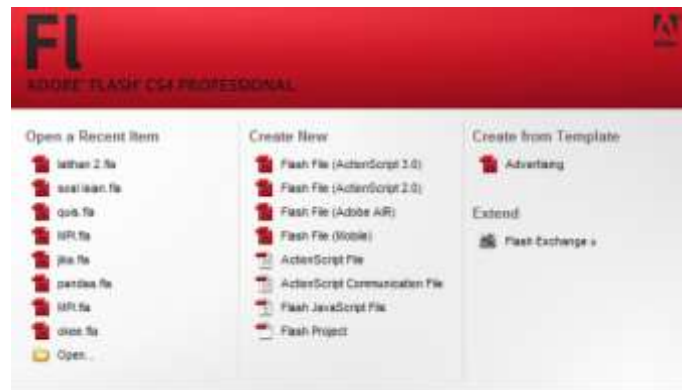 Fl
ADOBE FLASH CS4 PROFESSIONAL
Adobe
Open a Recent Item
latihan 2.fla
soal isian.fla
quis.fla
MPI.fla
jika.fla
pandas.fla
MPI.fla
Open...
Create New
Flash File (ActionScript 3.0)
Flash File (ActionScript 2.0)
Flash File (Adobe AIR)
Flash File (Mobile)
ActionScript File
ActionScript Communication File
Flash JavaScript File
Flash Project
Create from Template
Advertising
Extend
Flash Exchange »